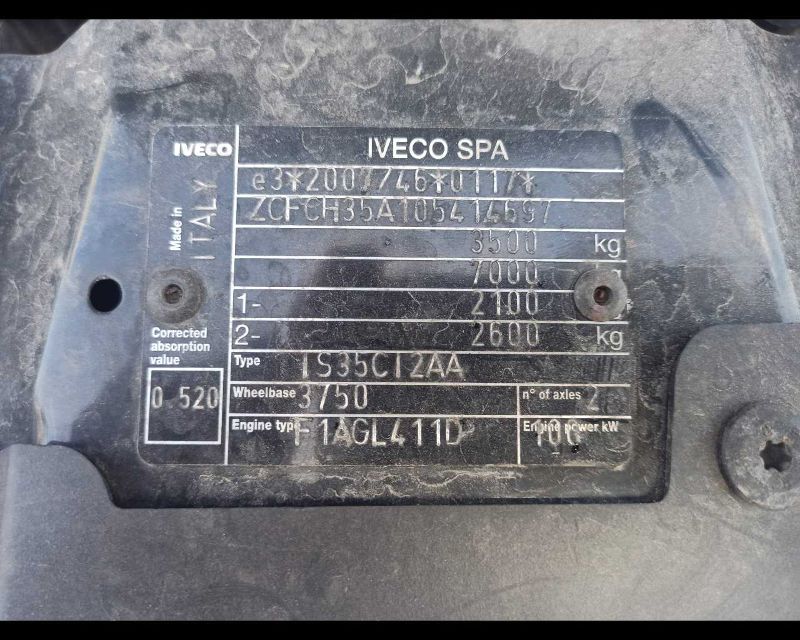 IVECO
IVECO SPA
e3*2007/46*0117*
ZCFCH35A105414697
Made in
ITALY
3500 kg
7000
1- 2100
2- 2600 kg
Corrected
absorption
value
0.520
Type IS35CI2AA
Wheelbase 3750
n° of axles 2
Engine type F1AGL411D
Engine power kW